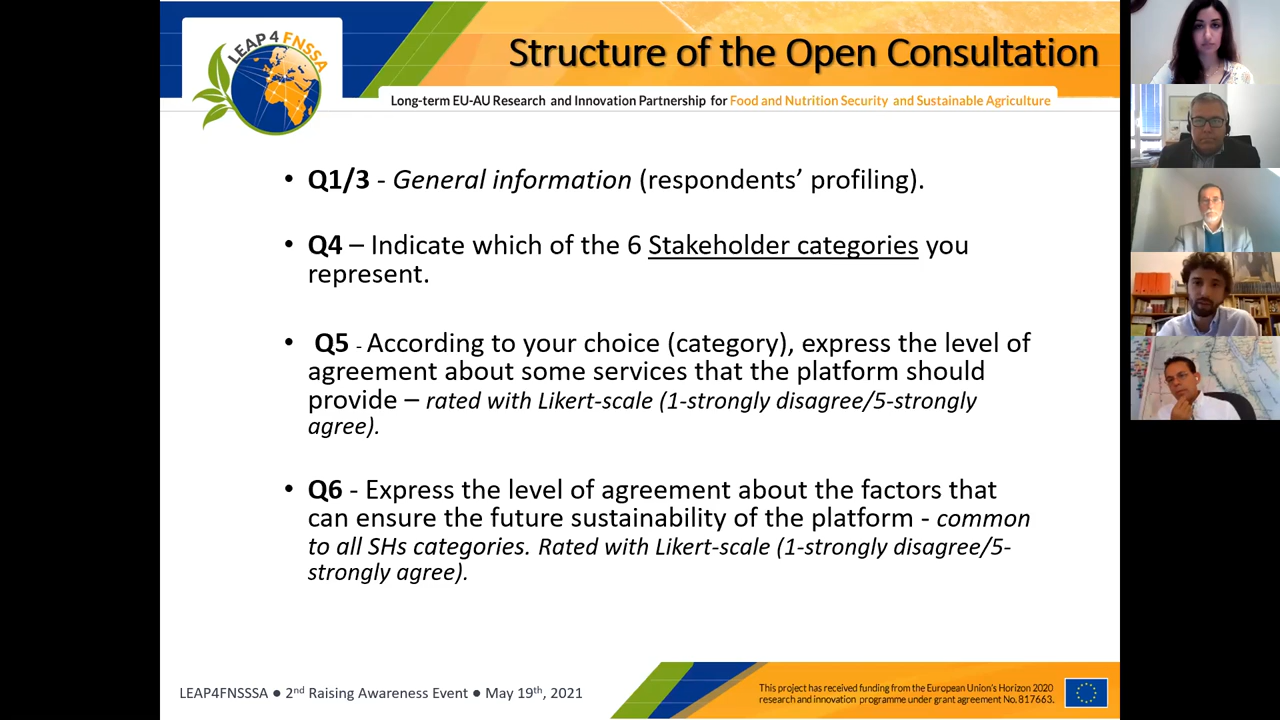 LEAP 4 FNSSA
Structure of the Open Consultation
Long-term EU-AU Research and Innovation Partnership for Food and Nutrition Security and Sustainable Agriculture
• Q1/3 - General information (respondents’ profiling).
• Q4 – Indicate which of the 6 Stakeholder categories you
represent.
• Q5 - According to your choice (category), express the level of
agreement about some services that the platform should
provide – rated with Likert-scale (1-strongly disagree/5-strongly
agree).
• Q6 - Express the level of agreement about the factors that
can ensure the future sustainability of the platform - common
to all SHs categories. Rated with Likert-scale (1-strongly disagree/5-
strongly agree).
LEAP4FNSSSA ● 2nd Raising Awareness Event ● May 19th, 2021
This project has received funding from the European Union’s Horizon 2020
research and innovation programme under grant agreement No. 817663.